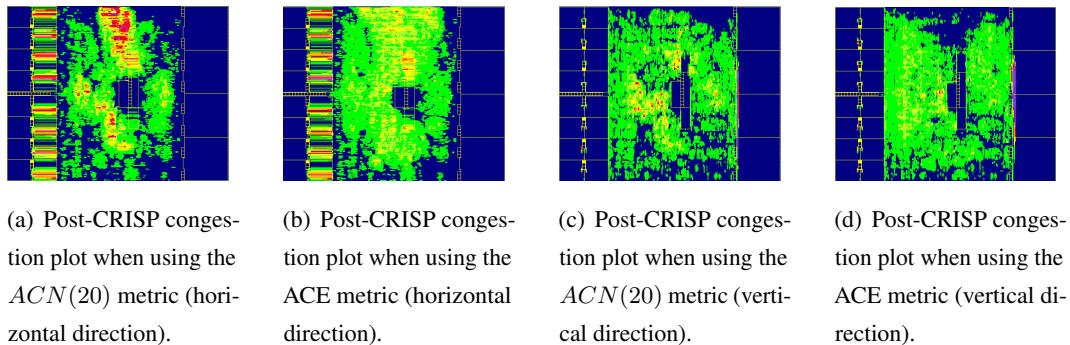 (a) Post-CRISP conges-
tion plot when using the
ACN(20) metric (hori-
zontal direction).
(b) Post-CRISP conges-
tion plot when using the
ACE metric (horizontal
direction).
(c) Post-CRISP conges-
tion plot when using the
ACN(20) metric (verti-
cal direction).
(d) Post-CRISP conges-
tion plot when using the
ACE metric (vertical di-
rection).